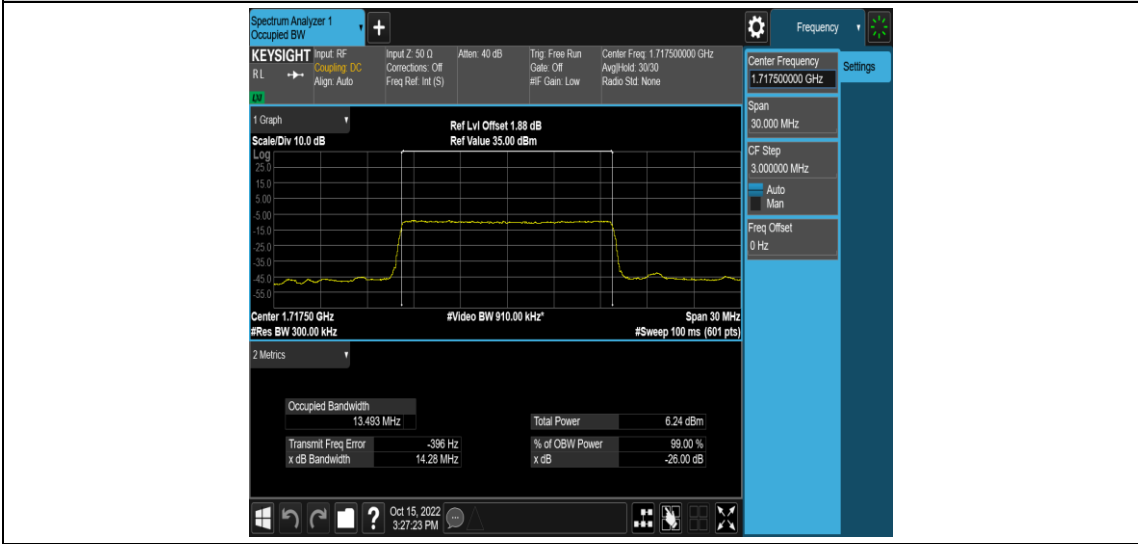 Spectrum Analyzer 1
Occupied BW
+
Frequency
KEYSIGHT
RL
Input: RF
Coupling: DC
Align: Auto
Input Z: 50 Ω
Corrections: Off
Freq Ref: Int (S)
Atten: 40 dB
Trig: Free Run
Gate: Off
#IF Gain: Low
Center Freq: 1.717500000 GHz
Avg|Hold: 30/30
Radio Std: None
1 Graph
Scale/Div 10.0 dB
Ref Lvl Offset 1.88 dB
Ref Value 35.00 dBm
Log
25.0
15.0
5.00
-5.00
-15.0
-25.0
-35.0
-45.0
-55.0
Center 1.71750 GHz
#Res BW 300.00 kHz
#Video BW 910.00 kHz*
Span 30 MHz
#Sweep 100 ms (601 pts)
2 Metrics
Occupied Bandwidth
13.493 MHz
Transmit Freq Error -396 Hz
x dB Bandwidth 14.28 MHz
Total Power 6.24 dBm
% of OBW Power 99.00 %
x dB -26.00 dB
Center Frequency
1.717500000 GHz
Settings
Span
30.000 MHz
CF Step
3.000000 MHz
Auto
Man
Freq Offset
0 Hz
?
Oct 15, 2022
3:27:23 PM